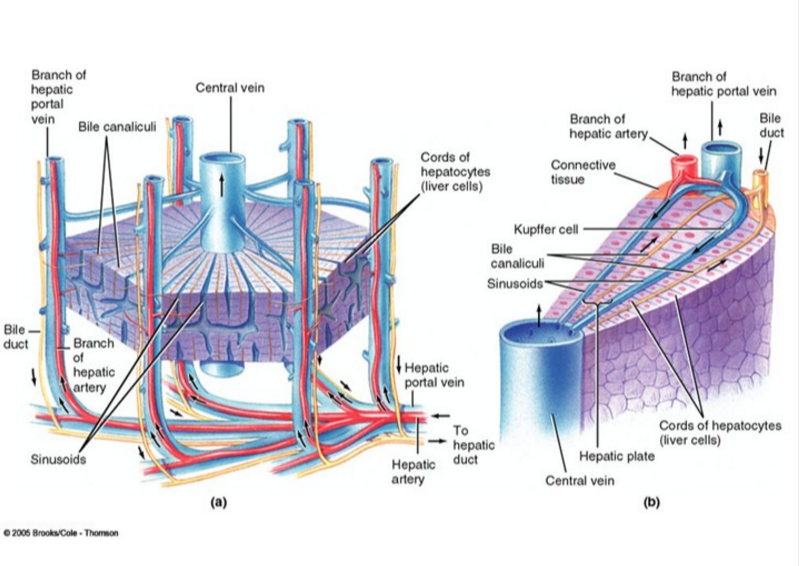 Branch of
hepatic
portal
vein
Bile canaliculi
Central vein
Cords of
hepatocytes
(liver cells)
Bile
duct
Branch
of
hepatic
artery
Hepatic
portal vein
To
hepatic
duct
Hepatic
artery
Sinusoids
(a)
Branch of
hepatic portal vein
Branch of
hepatic artery
Bile
duct
Connective
tissue
Kupffer cell
Bile
canaliculi
Sinusoids
Cords of hepatocytes
(liver cells)
Hepatic plate
Central vein
(b)
© 2005 Brooks/Cole - Thomson